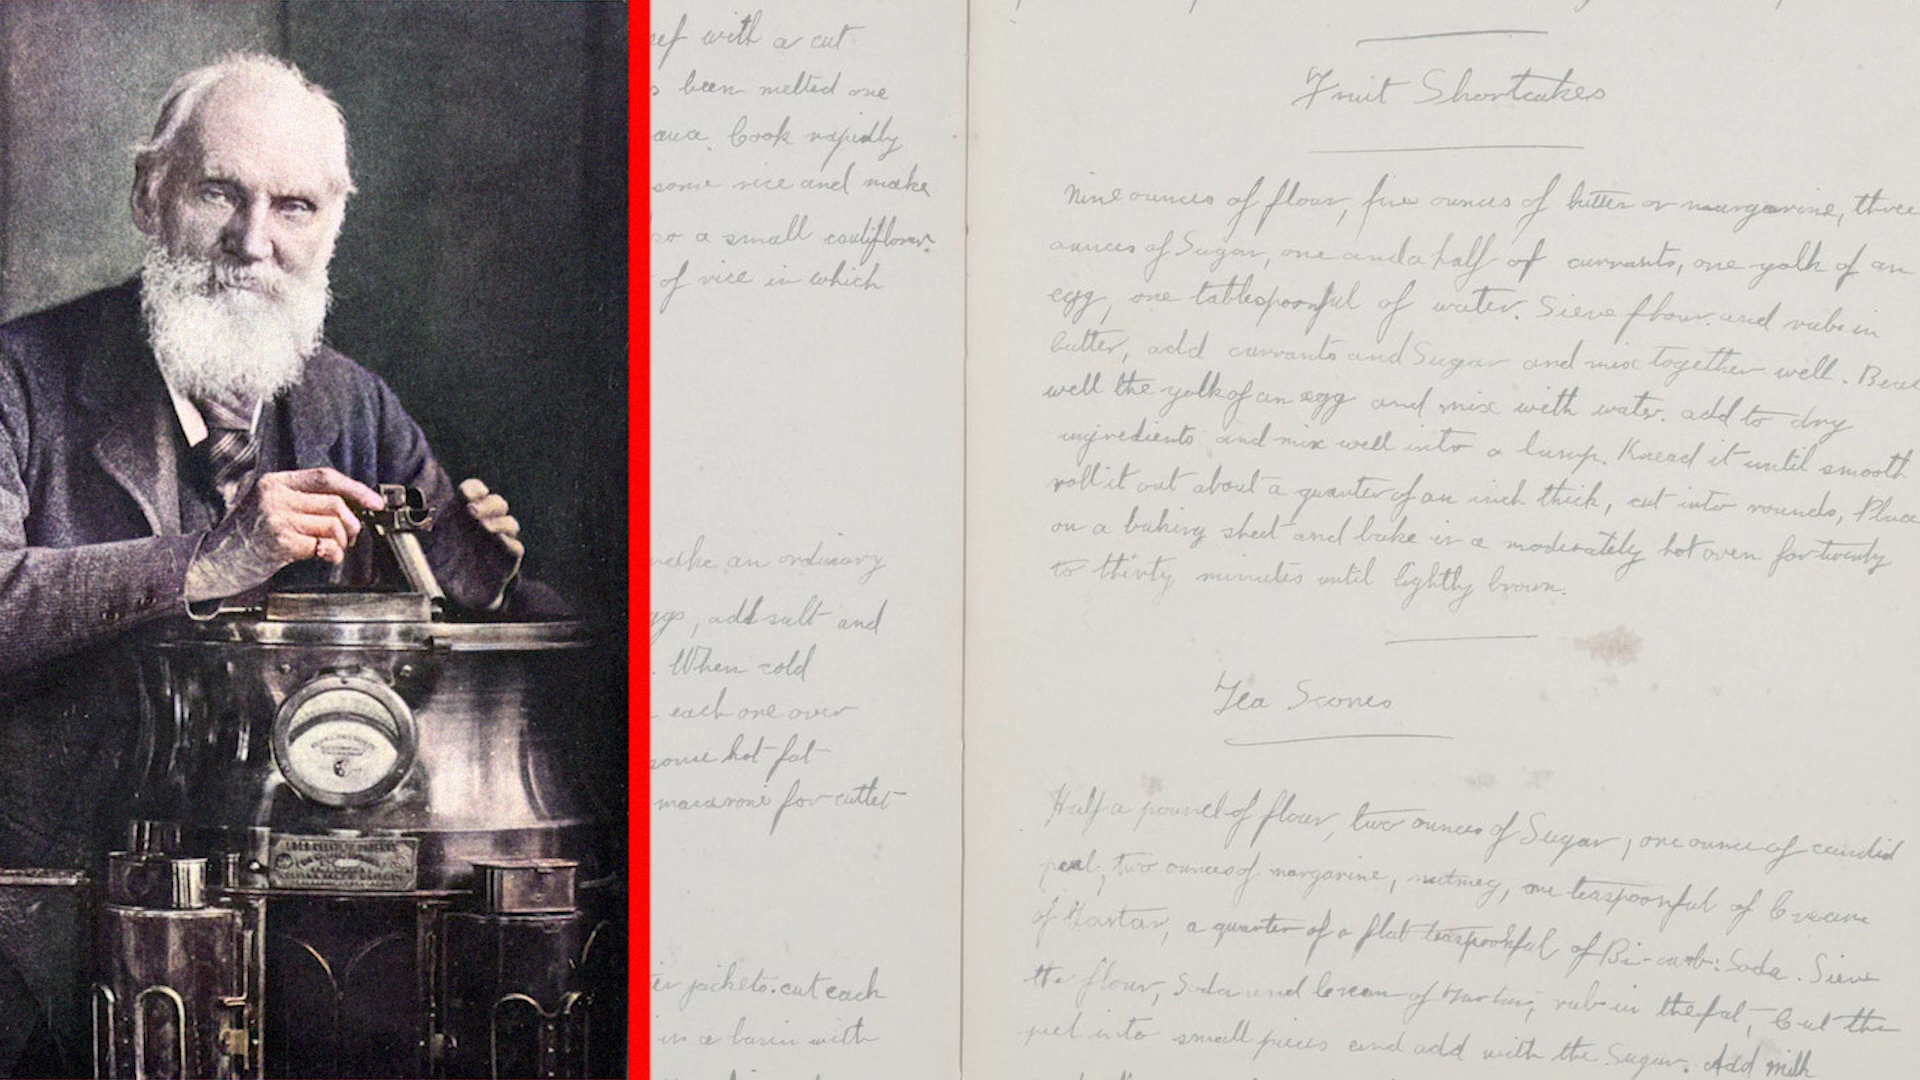 with a cut
been melted one
Cook rapidly
some rice and make
so a small cauliflower.
of rice in which
make an ordinary
add salt and
. When cold
each one over
some hot fat
macaroni for cutlet
jackets. cut each
in a basin with
Fruit Shortcakes
Nine ounces of flour, five ounces of butter or margarine, three
ounces of Sugar, one and a half of currants, one yolk of an
egg, one tablespoonful of water. Sieve flour and rub in
butter, add currants and Sugar and mix together well. Beat
well the yolk of an egg and mix with water. add to dry
ingredients and mix well into a lump. Knead it until smooth
roll it out about a quarter of an inch thick, cut into rounds, Place
on a baking sheet and bake in a moderately hot oven for twenty
to thirty minutes until lightly brown.
Tea Scones
Half a pound of flour, two ounces of Sugar, one ounce of candid
peal, two ounces of margarine, nutmeg, one teaspoonful of Cream
of Tartar, a quarter of a flat teaspoonful of Bi-carb: Soda. Sieve
the flour, Soda and Cream of Tartar, rub in the fat, Cut the
peel into small pieces and add with the Sugar. Add milk